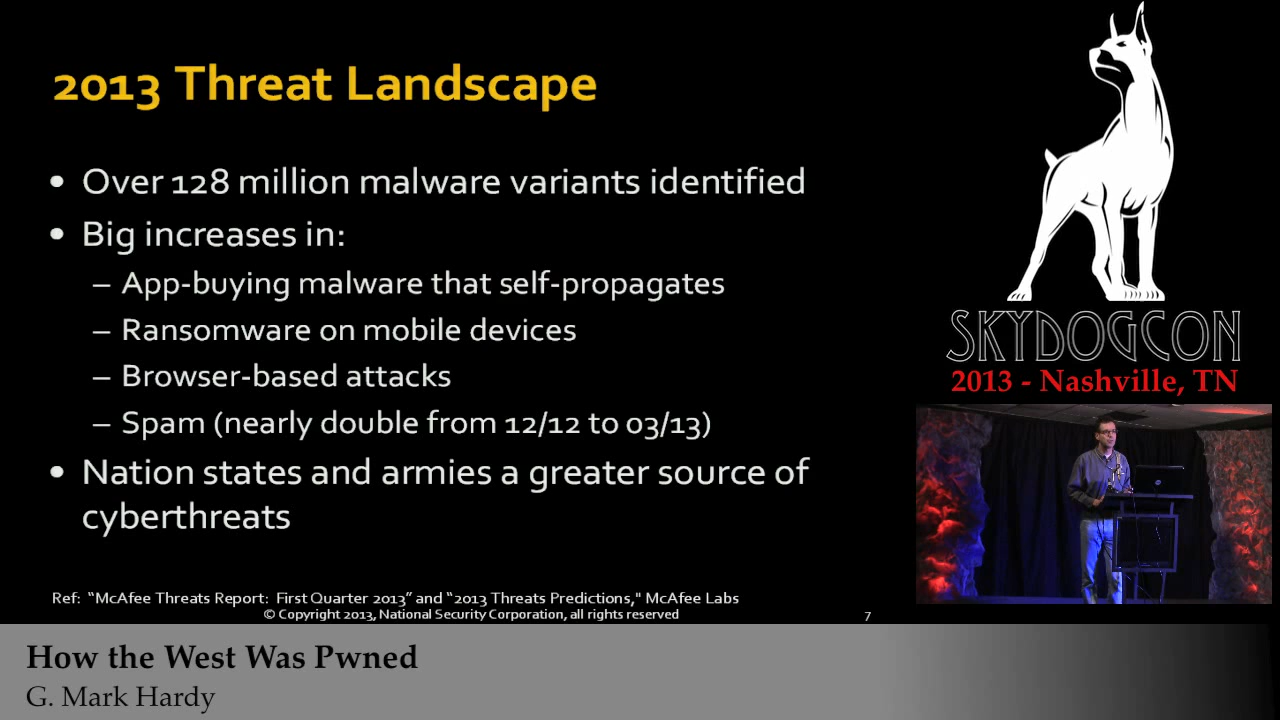 2013 Threat Landscape
• Over 128 million malware variants identified
• Big increases in:
– App-buying malware that self-propagates
– Ransomware on mobile devices
– Browser-based attacks
– Spam (nearly double from 12/12 to 03/13)
• Nation states and armies a greater source of
cyberthreats
Ref: “McAfee Threats Report: First Quarter 2013” and “2013 Threats Predictions," McAfee Labs
© Copyright 2013, National Security Corporation, all rights reserved
7
SKYDOGCON
2013 - Nashville, TN
How the West Was Pwned
G. Mark Hardy